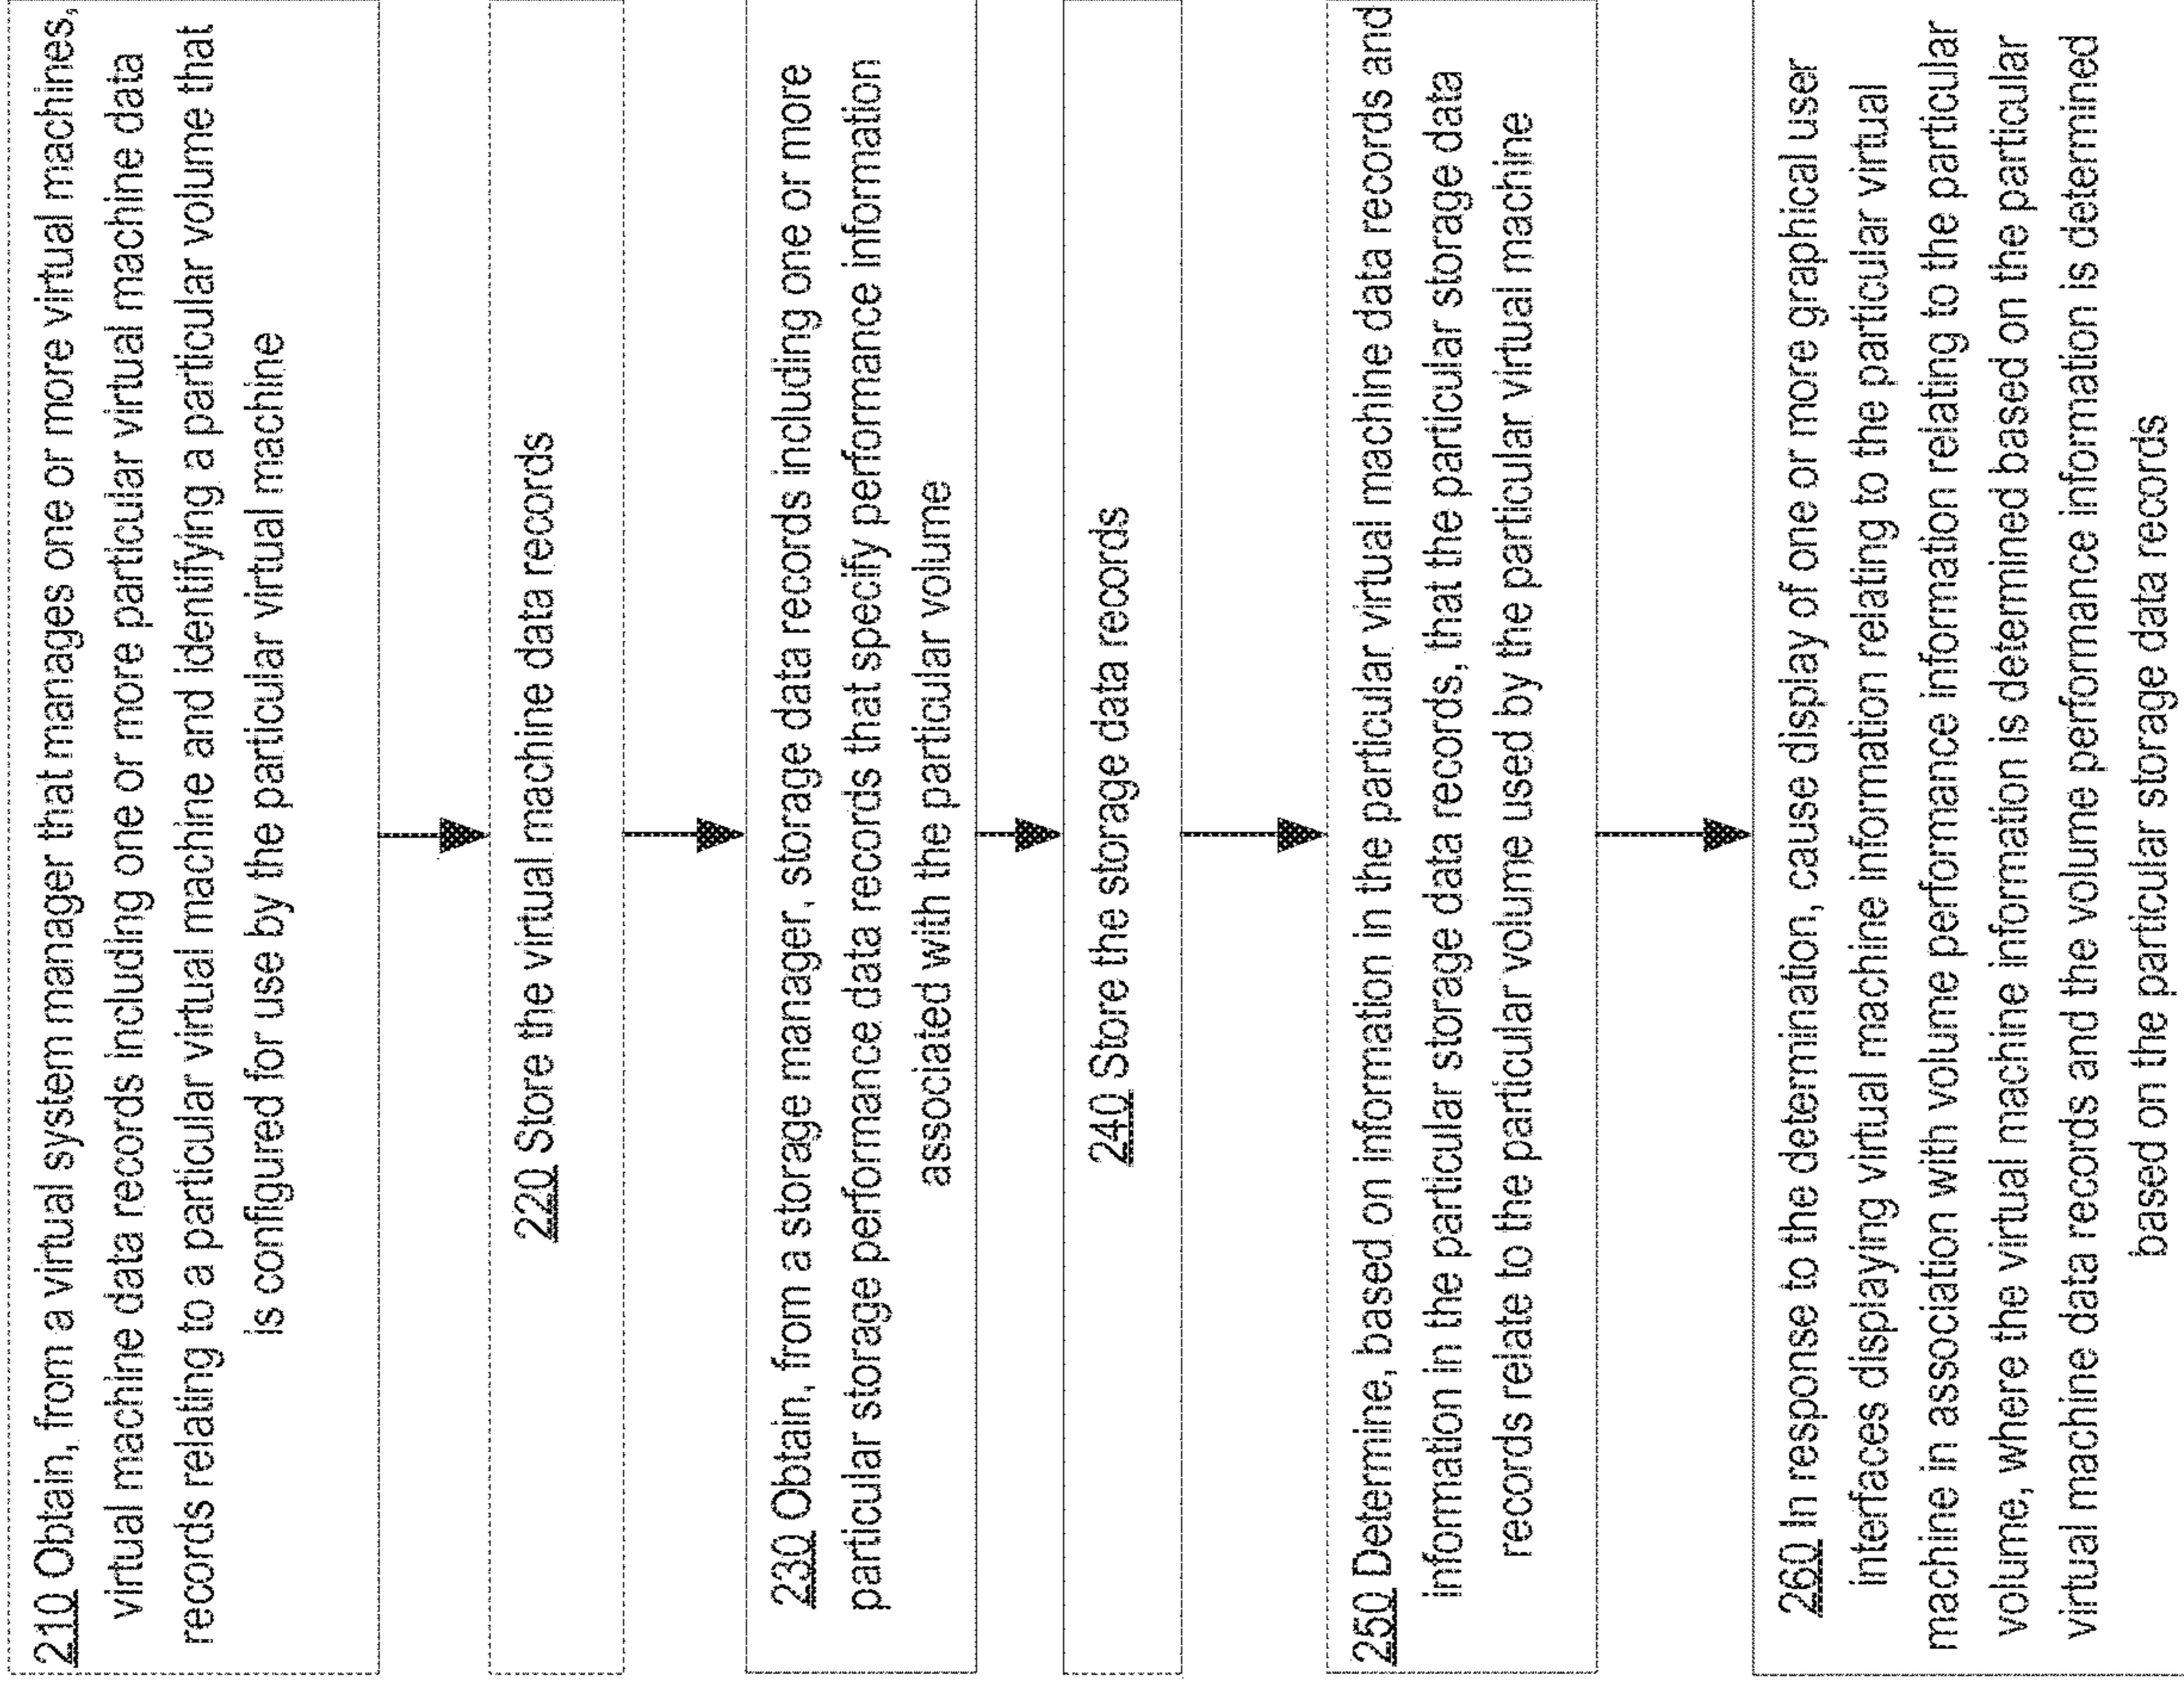 210 Obtain, from a virtual system manager that manages one or more virtual machines,
virtual machine data records including one or more particular virtual machine data
records relating to a particular virtual machine and identifying a particular volume that
is configured for use by the particular virtual machine
220 Store the virtual machine data records
230 Obtain, from a storage manager, storage data records including one or more
particular storage performance data records that specify performance information
associated with the particular volume
240 Store the storage data records
250 Determine, based on information in the particular virtual machine data records and
information in the particular storage data records, that the particular storage data
records relate to the particular volume used by the particular virtual machine
260 In response to the determination, cause display of one or more graphical user
interfaces displaying virtual machine information relating to the particular virtual
machine in association with volume performance information relating to the particular
volume, where the virtual machine information is determined based on the particular
virtual machine data records and the volume performance information is determined
based on the particular storage data records